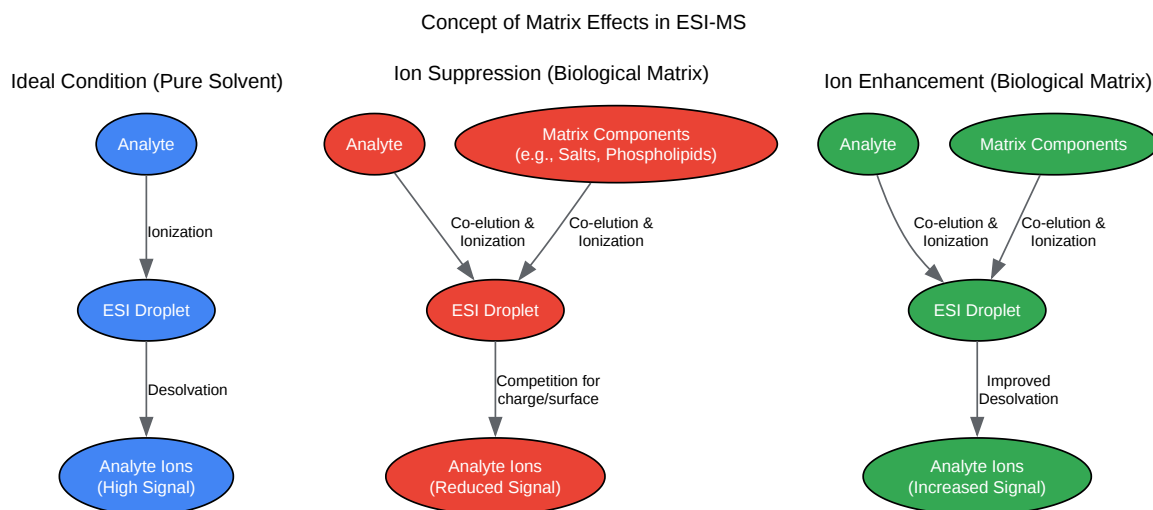 Concept of Matrix Effects in ESI-MS
Ideal Condition (Pure Solvent)
Analyte
Ionization
ESI Droplet
Desolvation
Analyte Ions
(High Signal)
Ion Suppression (Biological Matrix)
Analyte
Matrix Components
(e.g., Salts, Phospholipids)
Co-elution &
Ionization
Co-elution &
Ionization
ESI Droplet
Competition for
charge/surface
Analyte Ions
(Reduced Signal)
Ion Enhancement (Biological Matrix)
Analyte
Matrix Components
Co-elution &
Ionization
Co-elution &
Ionization
ESI Droplet
Improved
Desolvation
Analyte Ions
(Increased Signal)